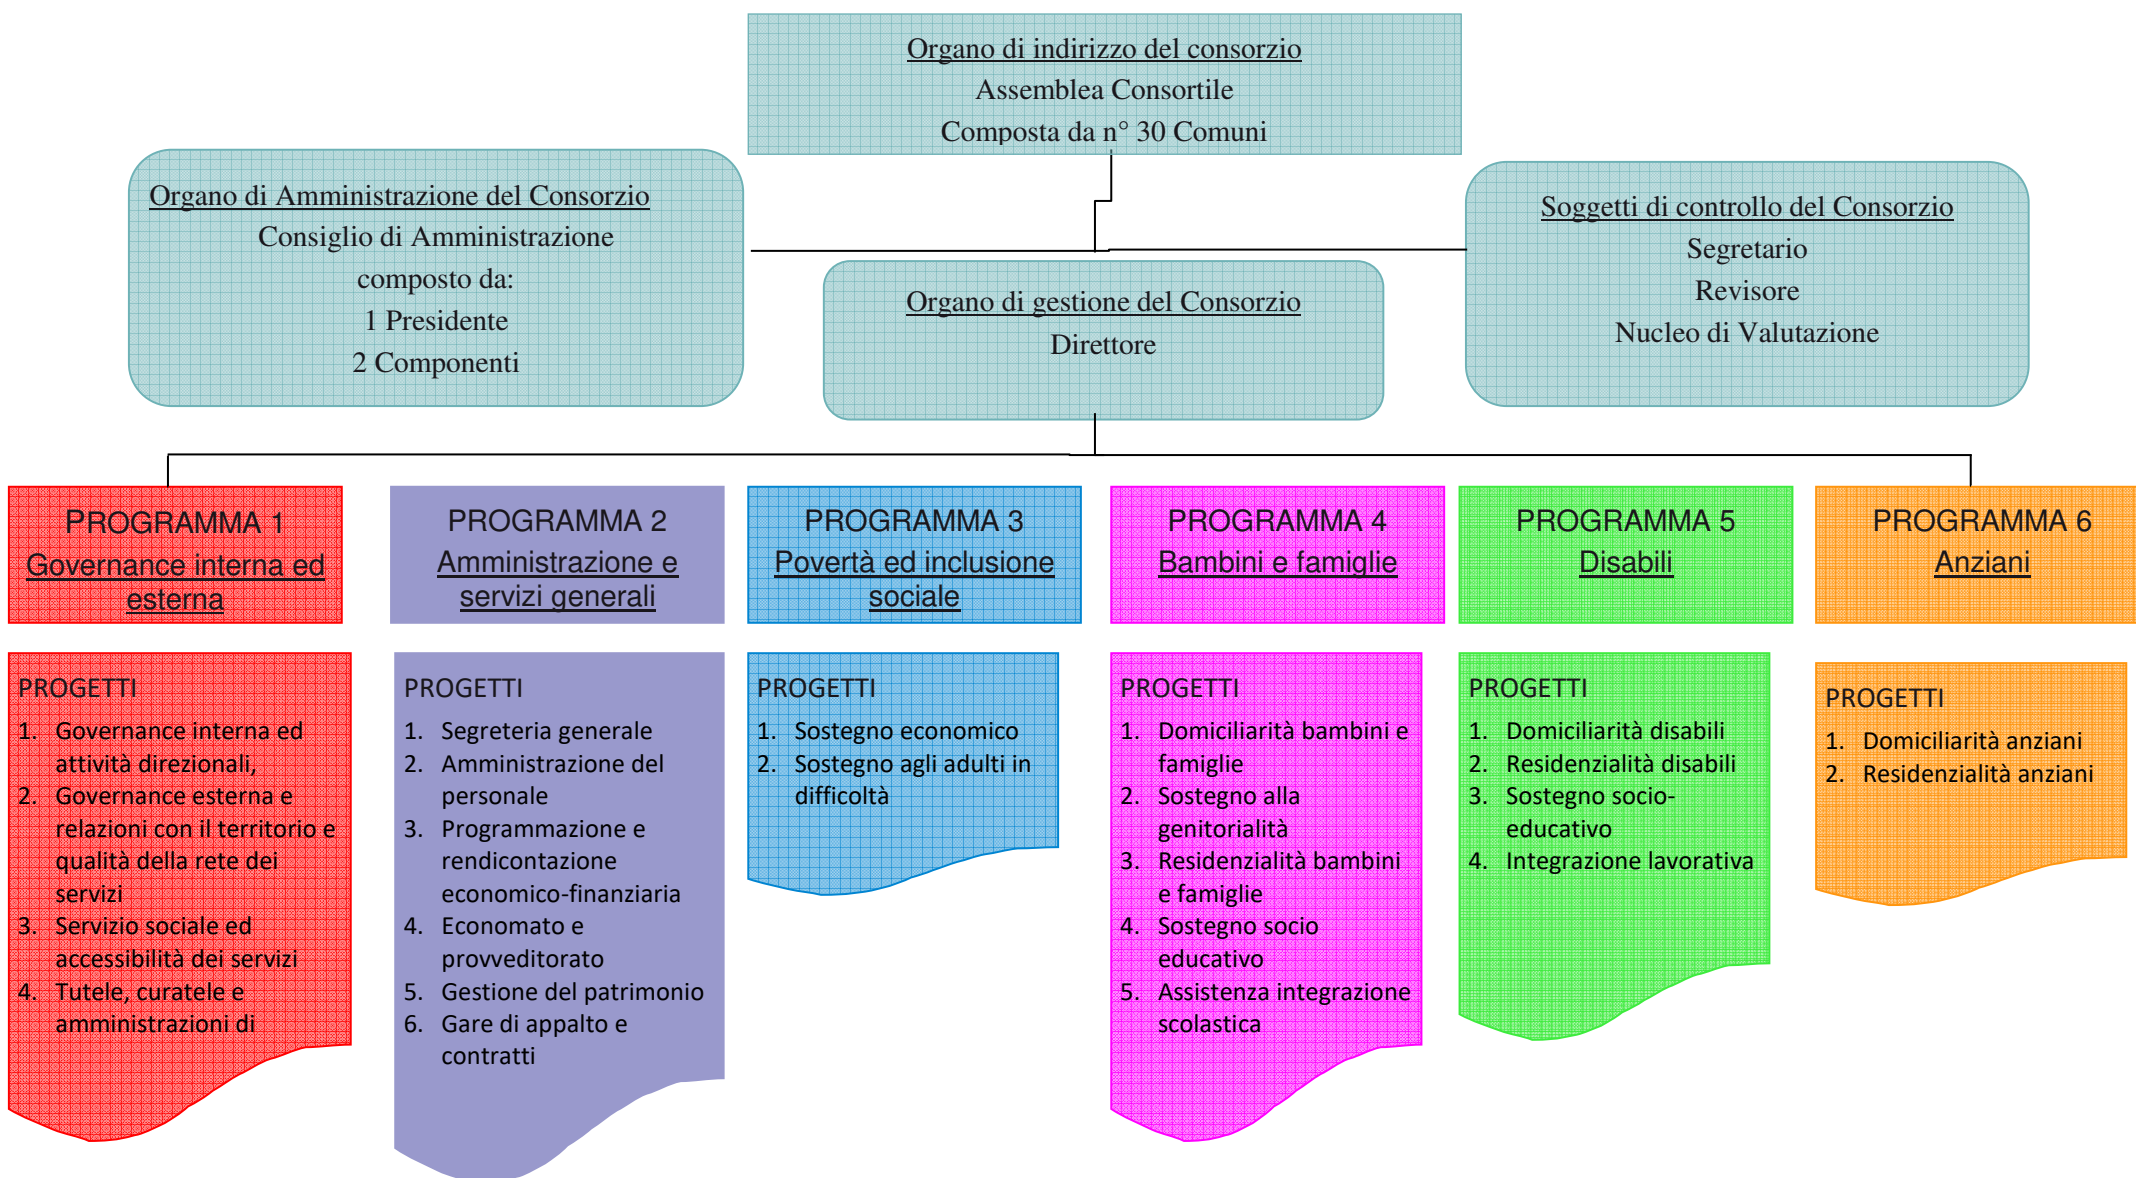 Organo di indirizzo del consorzio
Assemblea Consortile
Composta da n° 30 Comuni
Organo di Amministrazione del Consorzio
Consiglio di Amministrazione
composto da:
1 Presidente
2 Componenti
Organo di gestione del Consorzio
Direttore
Soggetti di controllo del Consorzio
Segretario
Revisore
Nucleo di Valutazione
PROGRAMMA 1
Governance interna ed
esterna
PROGRAMMA 2
Amministrazione e
servizi generali
PROGRAMMA 3
Povertà ed inclusione
sociale
PROGRAMMA 4
Bambini e famiglie
PROGRAMMA 5
Disabili
PROGRAMMA 6
Anziani
PROGETTI
1. Governance interna ed
attività direzionali,
2. Governance esterna e
relazioni con il territorio e
qualità della rete dei
servizi
3. Servizio sociale ed
accessibilità dei servizi
4. Tutele, curatele e
amministrazioni di
PROGETTI
1. Segreteria generale
2. Amministrazione del
personale
3. Programmazione e
rendicontazione
economico-finanziaria
4. Economato e
provveditorato
5. Gestione del patrimonio
6. Gare di appalto e
contratti
PROGETTI
1. Sostegno economico
2. Sostegno agli adulti in
difficoltà
PROGETTI
1. Domiciliarità bambini e
famiglie
2. Sostegno alla
genitorialità
3. Residenzialità bambini
e famiglie
4. Sostegno socio
educativo
5. Assistenza integrazione
scolastica
PROGETTI
1. Domiciliarità disabili
2. Residenzialità disabili
3. Sostegno socio-
educativo
4. Integrazione lavorativa
PROGETTI
1. Domiciliarità anziani
2. Residenzialità anziani